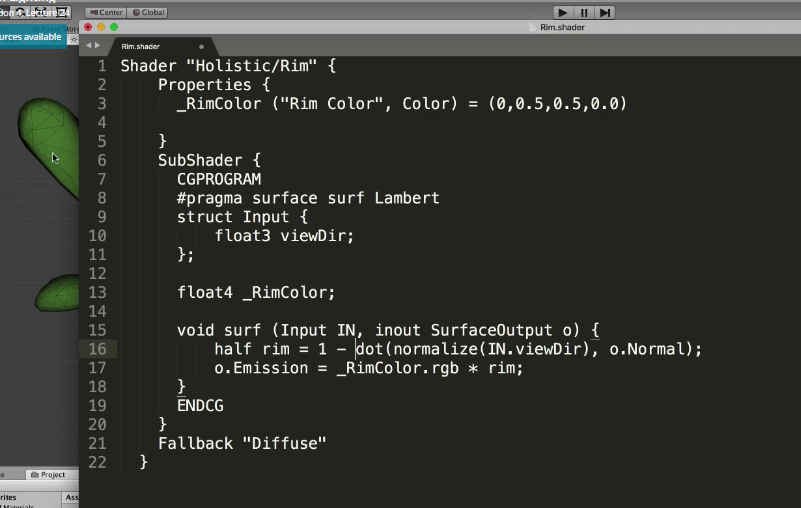 Lecture 24
Center
Global
urces available
Rim.shader
Rim.shader
1 Shader "Holistic/Rim" {
2 Properties {
3 _RimColor ("Rim Color", Color) = (0,0.5,0.5,0.0)
4
5 }
6 SubShader {
7 CGPROGRAM
8 #pragma surface surf Lambert
9 struct Input {
10 float3 viewDir;
11 };
12
13 float4 _RimColor;
14
15 void surf (Input IN, inout SurfaceOutput o) {
16 half rim = 1 - dot(normalize(IN.viewDir), o.Normal);
17 o.Emission = _RimColor.rgb * rim;
18 }
19 ENDCG
20 }
21 Fallback "Diffuse"
22 }
Project
rites
Ass